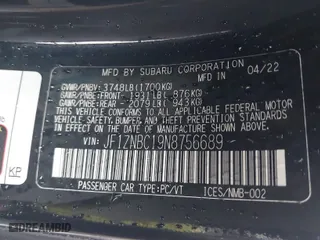 MFD BY SUBARU CORPORATION 04/22
GVWR/PNBV: 3748LB(1700KG)
GAWR/PNBE:FRONT- 1931LB( 876KG)
GAWR/PNBE:REAR - 2079LB( 943KG)
THIS VEHICLE CONFORMS TO ALL APPLICABLE
FEDERAL MOTOR VEHICLE SAFETY, BUMPER,
AND THEFT PREVENTION STANDARDS IN EFFECT
ON THE DATE OF MANUFACTURE SHOWN ABOVE.
VIN: JF1ZNBC19N8756689
PASSENGER CAR TYPE:PC/VT ICES/NMB-002
KP
© IDREAMBID.COM